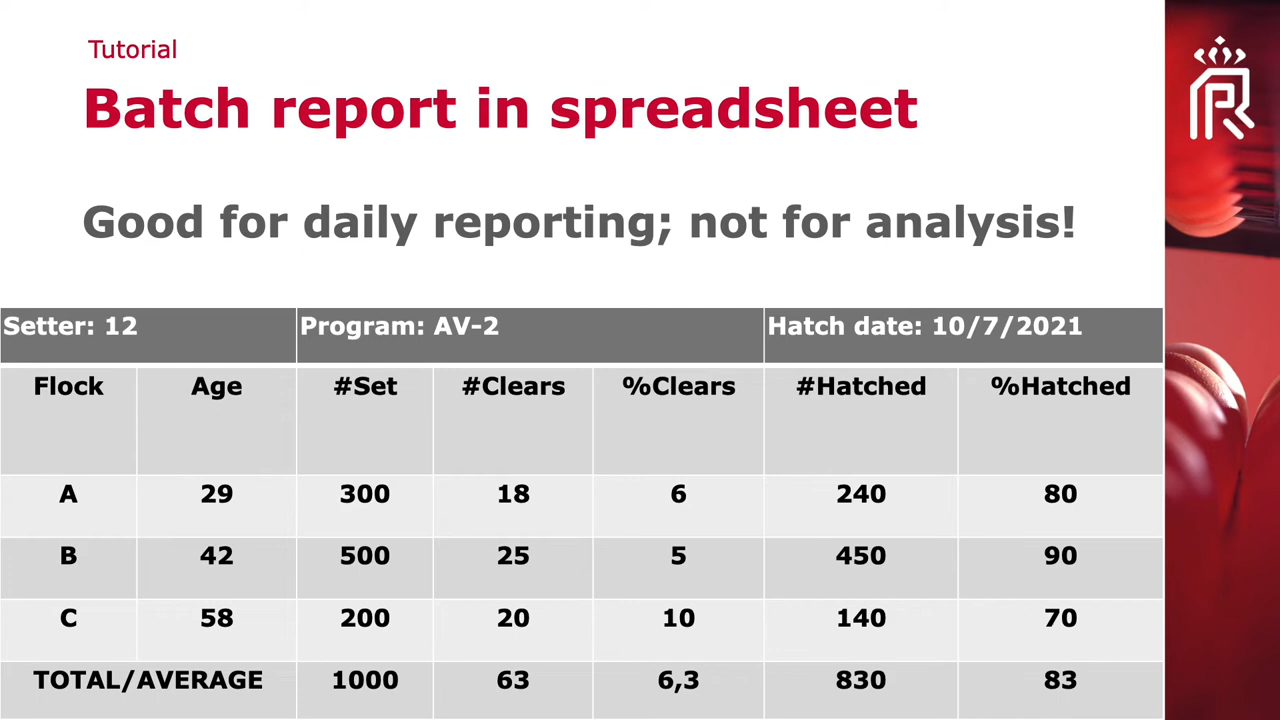 Tutorial
Batch report in spreadsheet
Good for daily reporting; not for analysis!
Setter: 12 Program: AV-2 Hatch date: 10/7/2021
Flock Age #Set #Clears %Clears #Hatched %Hatched
A 29 300 18 6 240 80
B 42 500 25 5 450 90
C 58 200 20 10 140 70
TOTAL/AVERAGE 1000 63 6,3 830 83